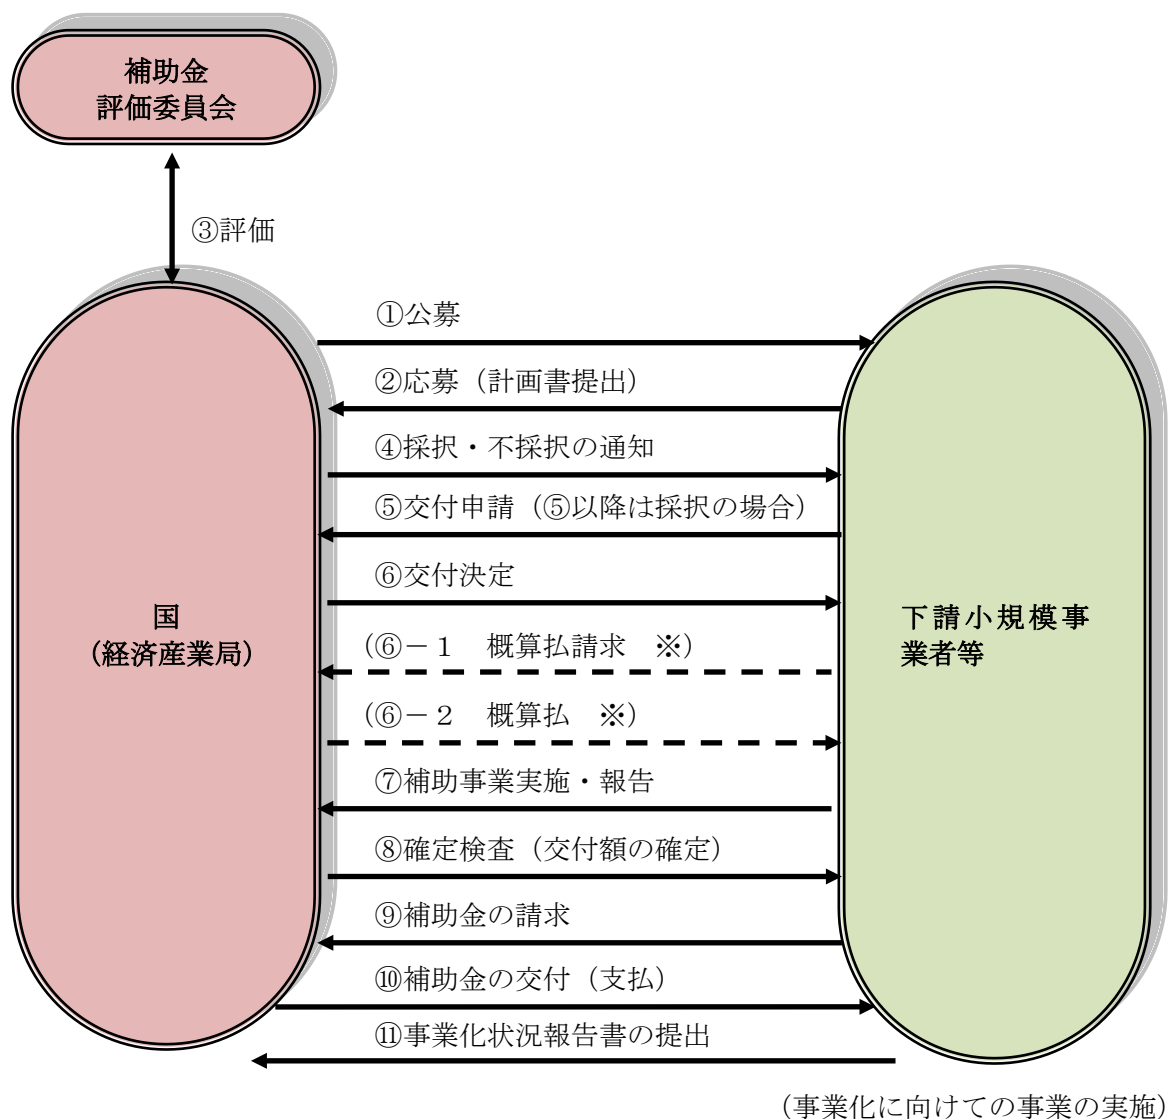 補助金
評価委員会
③評価
①公募
②応募（計画書提出）
④採択・不採択の通知
⑤交付申請（⑤以降は採択の場合）
⑥交付決定
（⑥－１　概算払請求　※）
（⑥－２　概算払　※）
⑦補助事業実施・報告
⑧確定検査（交付額の確定）
⑨補助金の請求
⑩補助金の交付（支払）
⑪事業化状況報告書の提出
国
（経済産業局）
下請小規模事
業者等
（事業化に向けての事業の実施）